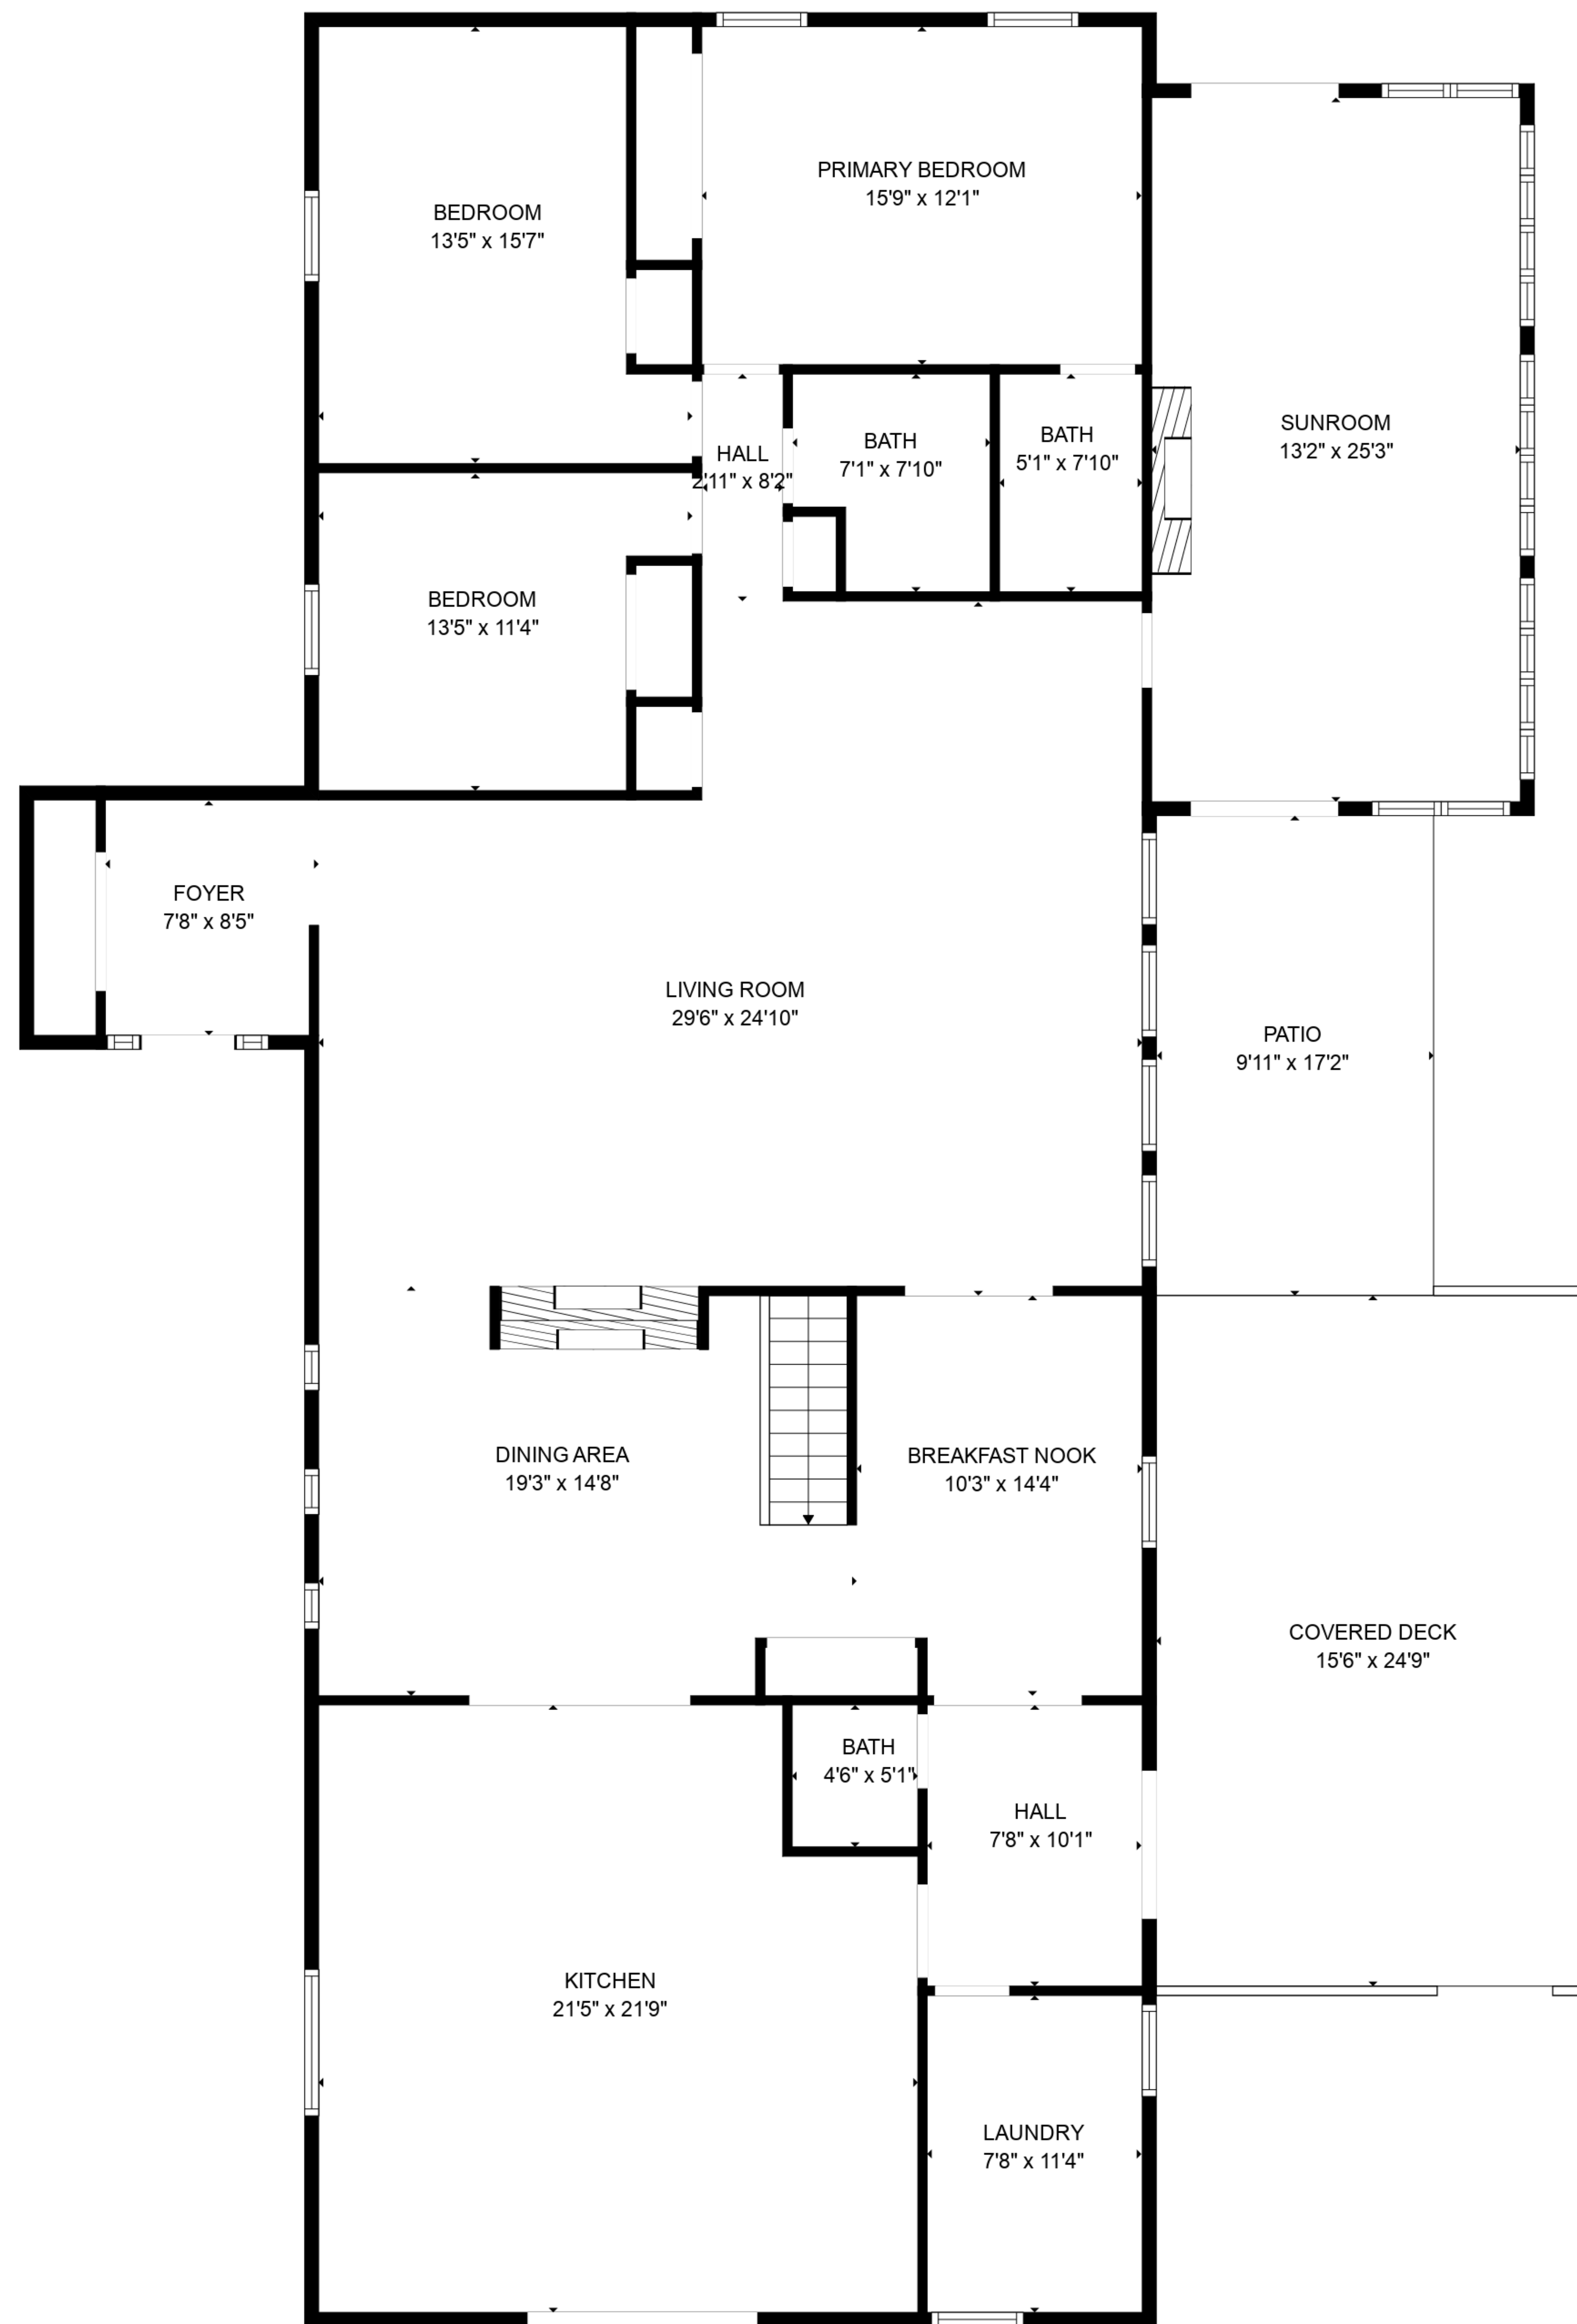 PRIMARY BEDROOM
15'9" x 12'1"
BEDROOM
13'5" x 15'7"
SUNROOM
13'2" x 25'3"
BATH
7'1" x 7'10"
BATH
5'1" x 7'10"
HALL
2'11" x 8'2"
BEDROOM
13'5" x 11'4"
FOYER
7'8" x 8'5"
LIVING ROOM
29'6" x 24'10"
PATIO
9'11" x 17'2"
DINING AREA
19'3" x 14'8"
BREAKFAST NOOK
10'3" x 14'4"
COVERED DECK
15'6" x 24'9"
BATH
4'6" x 5'1"
HALL
7'8" x 10'1"
KITCHEN
21'5" x 21'9"
LAUNDRY
7'8" x 11'4"